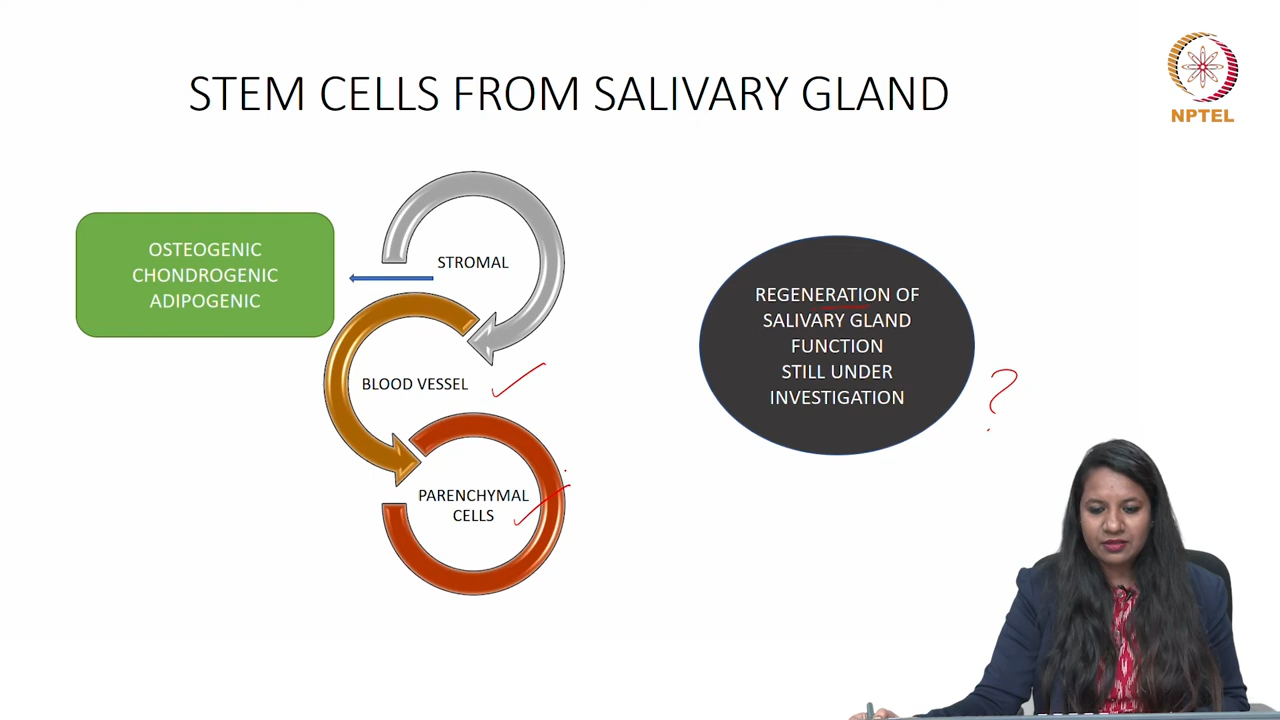 STEM CELLS FROM SALIVARY GLAND
NPTEL
OSTEOGENIC
CHONDROGENIC
ADIPOGENIC
STROMAL
BLOOD VESSEL
PARENCHYMAL
CELLS
REGENERATION OF
SALIVARY GLAND
FUNCTION
STILL UNDER
INVESTIGATION
?